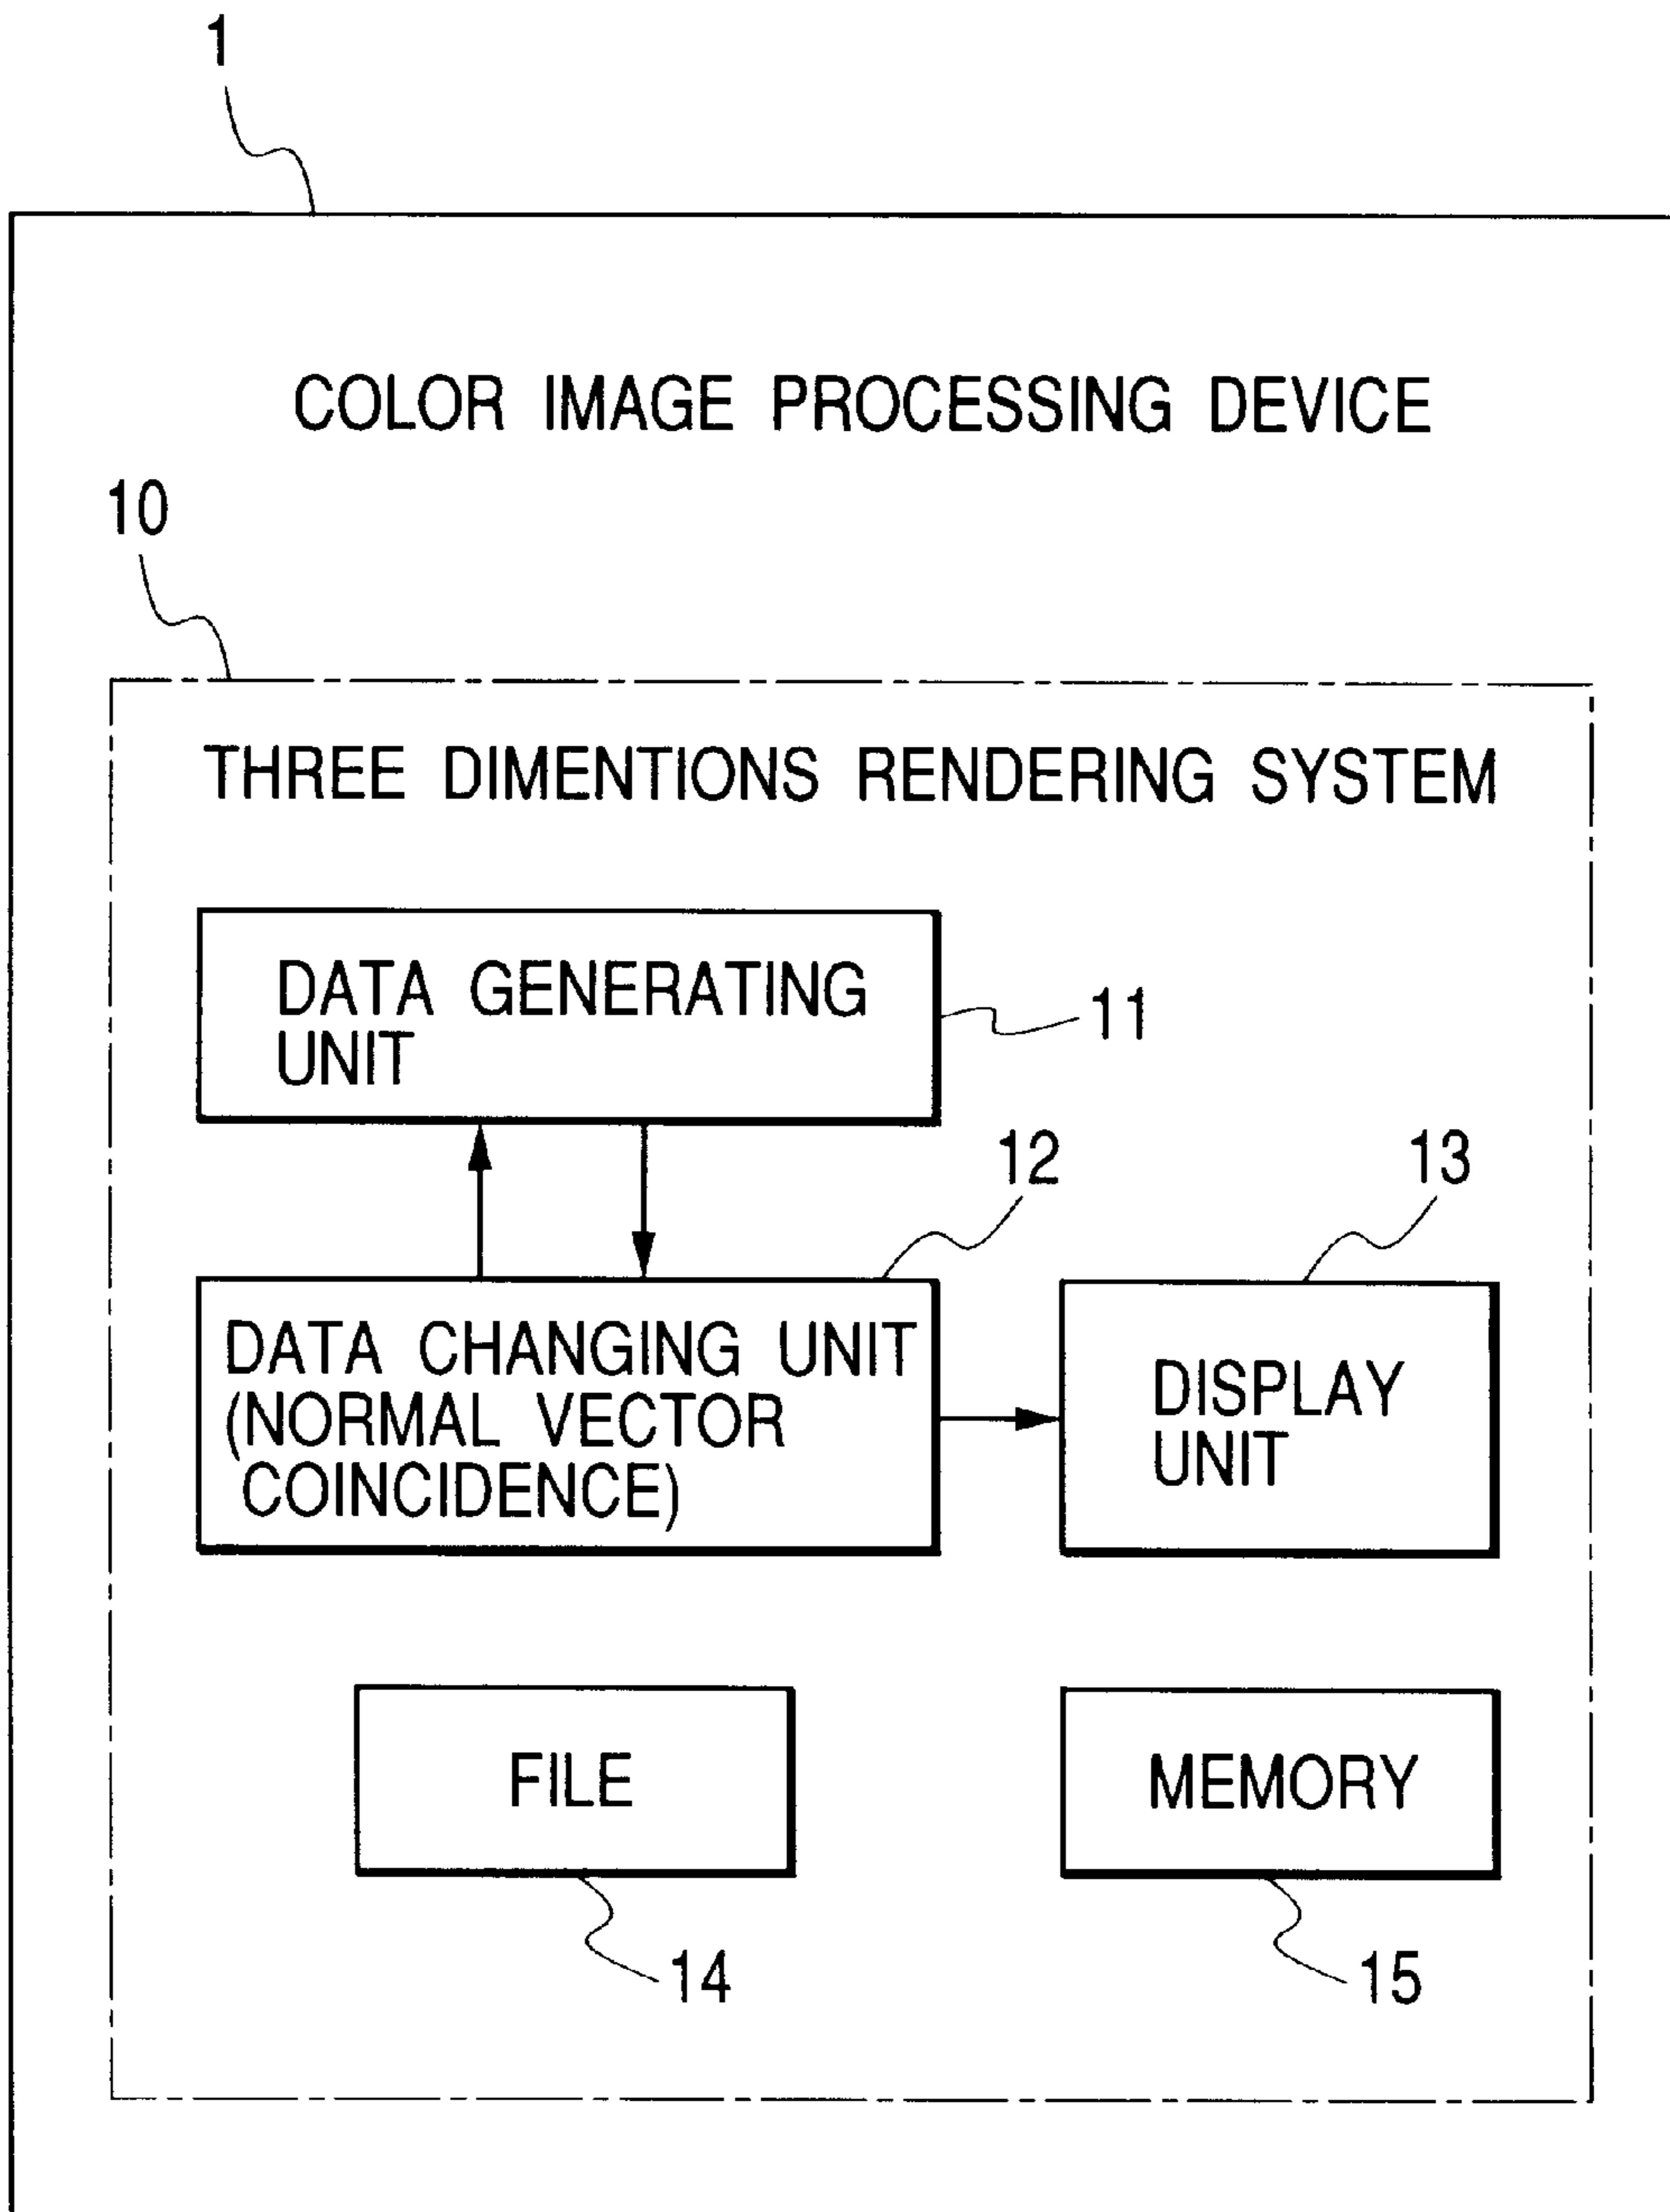 1
COLOR IMAGE PROCESSING DEVICE
10
THREE DIMENTIONS RENDERING SYSTEM
DATA GENERATING
UNIT
11
12
13
DATA CHANGING UNIT
(NORMAL VECTOR
COINCIDENCE)
DISPLAY
UNIT
FILE
MEMORY
14
15